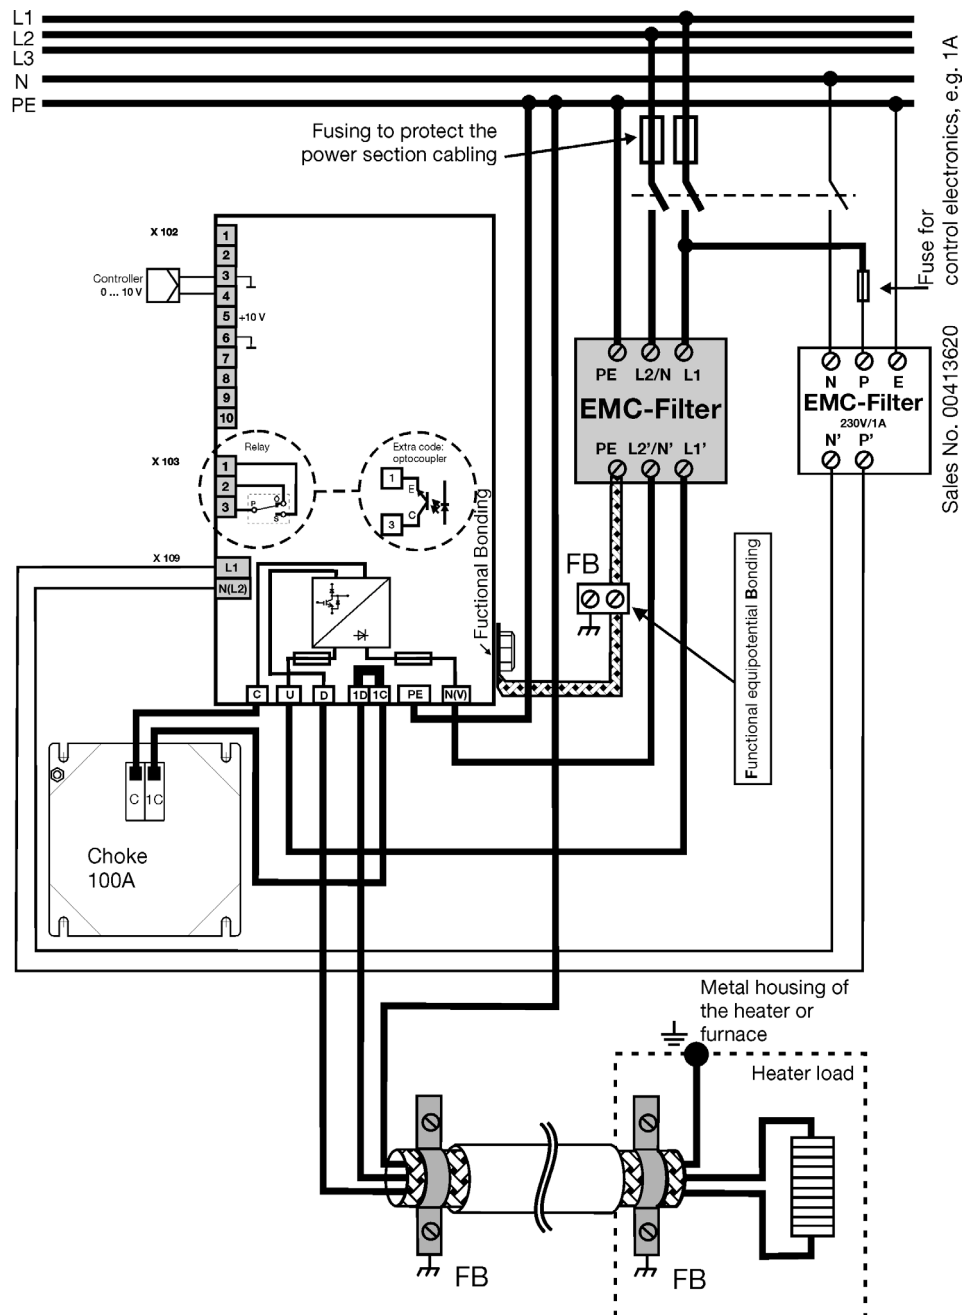 L1
L2
L3
N
PE
Fusing to protect the
power section cabling
Fuse for
control electronics, e.g. 1A
Sales No. 00413620
X 102
Controller
0 ... 10 V
1
2
3
4
5
+10 V
6
7
8
9
10
PE L2/N L1
EMC-Filter
PE L2'/N' L1'
N P E
EMC-Filter
230V/1A
N' P'
X 103
1
2
3
Relay
P
O
S
Extra code:
optocoupler
1
E
C
3
Fuctional Bonding
X 109
L1
N(L2)
FB
Functional equipotential Bonding
C U D 1D 1C PE N(V)
C 1C
Choke
100A
Metal housing of
the heater or
furnace
Heater load
FB
FB